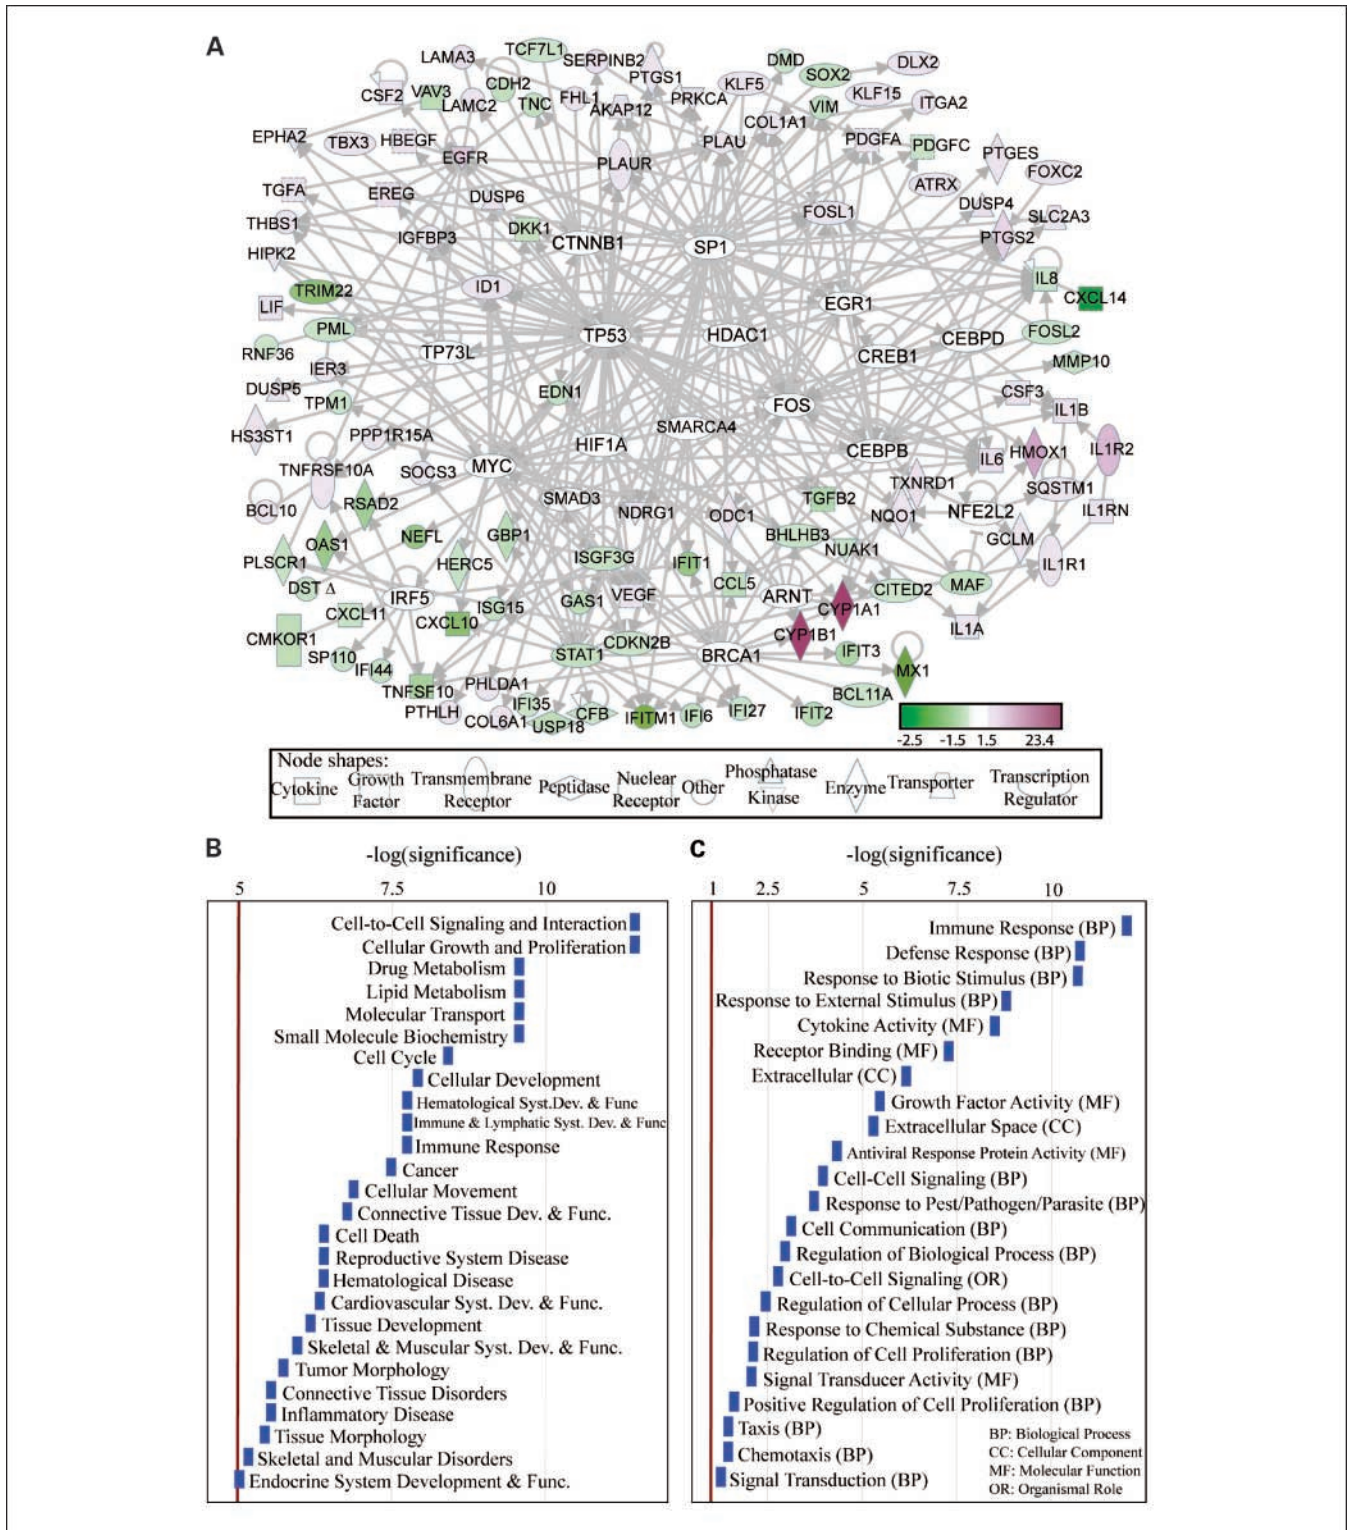 A
LAMA3 TCF7L1 SERPINB2 PTGS1 DMD SOX2 DLX2
CSF2 VAV3 LAMC2 CDH2 TNC FHL1 AKAP12 PRKCA KLF5 COL1A1 VIM KLF15 ITGA2
EPHA2 TBX3 HBEGF EGFR PLAUR PLAU PDGFA PDGFC PTGES
TGFA EREG DUSP6 FOSL1 ATRX DUSP4 FOXC2
THBS1 IGFBP3 DKK1 CTNNB1 SP1 PTGS2 SLC2A3
HIPK2 TRIM22 ID1 EGR1 IL8 CXCL14
LIF PML TP53 HDAC1 CEBPD FOSL2
RNF36 IER3 TP73L CREB1 MMP10
DUSP5 TPM1 EDN1 FOS CSF3 IL1B
HS3ST1 PPP1R15A HIF1A SMARCA4 CEBPB IL6 HMOX1 IL1R2
TNFRSF10A SOCS3 MYC TXNRD1 SQSTM1
BCL10 RSAD2 SMAD3 NDRG1 ODC1 TGFB2 NQO1 NFE2L2 IL1RN
PLSCR1 OAS1 NEFL HERC5 GBP1 ISGF3G IFIT1 BHLHB3 NUAK1 GCLM IL1R1
DST Δ IRF5 ISG15 GAS1 VEGF CCL5 ARNT CITED2 MAF
CMKOR1 CXCL11 CXCL10 CDKN2B CYP1B1 CYP1A1 IL1A
SP110 IFI44 STAT1 BRCA1 IFIT3 MX1
TNFSF10 PHLDA1 BCL11A
PTHLH COL6A1 IFI35 USP18 CFB IFITM1 IFI6 IFI27 IFIT2
-2.5 -1.5 1.5 23.4
Node shapes:
Cytokine
Growth
Factor
Transmembrane
Receptor
Peptidase
Nuclear
Receptor
Other
Phosphatase
Kinase
Enzyme
Transporter
Transcription
Regulator
B
-log(significance)
5 7.5 10
Cell-to-Cell Signaling and Interaction
Cellular Growth and Proliferation
Drug Metabolism
Lipid Metabolism
Molecular Transport
Small Molecule Biochemistry
Cell Cycle
Cellular Development
Hematological Syst.Dev. & Func
Immune & Lymphatic Syst. Dev. & Func
Immune Response
Cancer
Cellular Movement
Connective Tissue Dev. & Func.
Cell Death
Reproductive System Disease
Hematological Disease
Cardiovascular Syst. Dev. & Func.
Tissue Development
Skeletal & Muscular Syst. Dev. & Func.
Tumor Morphology
Connective Tissue Disorders
Inflammatory Disease
Tissue Morphology
Skeletal and Muscular Disorders
Endocrine System Development & Func.
C
-log(significance)
1 2.5 5 7.5 10
Immune Response (BP)
Defense Response (BP)
Response to Biotic Stimulus (BP)
Response to External Stimulus (BP)
Cytokine Activity (MF)
Receptor Binding (MF)
Extracellular (CC)
Growth Factor Activity (MF)
Extracellular Space (CC)
Antiviral Response Protein Activity (MF)
Cell-Cell Signaling (BP)
Response to Pest/Pathogen/Parasite (BP)
Cell Communication (BP)
Regulation of Biological Process (BP)
Cell-to-Cell Signaling (OR)
Regulation of Cellular Process (BP)
Response to Chemical Substance (BP)
Regulation of Cell Proliferation (BP)
Signal Transducer Activity (MF)
Positive Regulation of Cell Proliferation (BP)
Taxis (BP)
Chemotaxis (BP)
Signal Transduction (BP)
BP: Biological Process
CC: Cellular Component
MF: Molecular Function
OR: Organismal Role